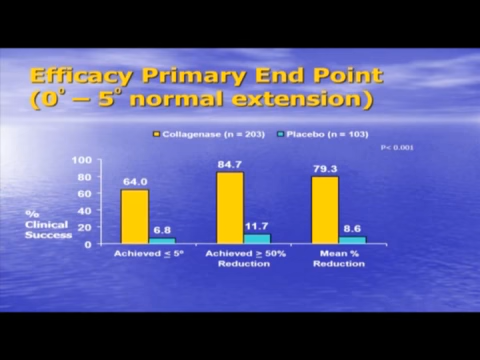 Efficacy Primary End Point
(0° – 5° normal extension)
Collagenase (n = 203) Placebo (n = 103)
P< 0.001
100
80
60
40
20
0
% 
Clinical
Success
64.0
6.8
84.7
11.7
79.3
8.6
Achieved ≤ 5°
Achieved ≥ 50%
Reduction
Mean %
Reduction